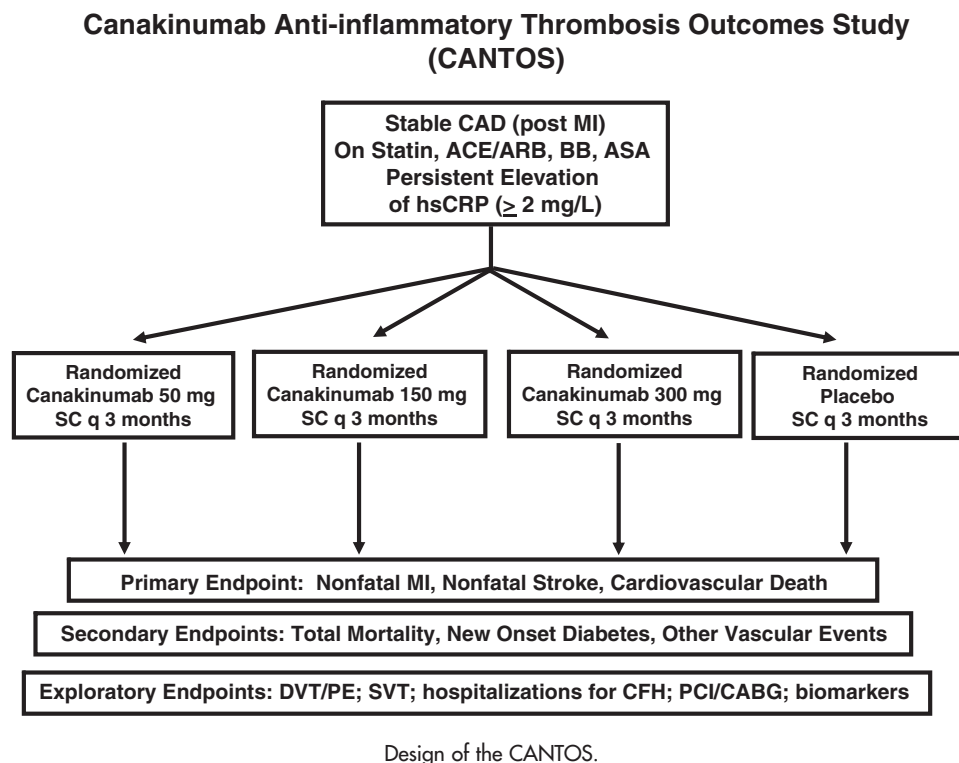 Canakinumab Anti-inflammatory Thrombosis Outcomes Study
(CANTOS)
Stable CAD (post MI)
On Statin, ACE/ARB, BB, ASA
Persistent Elevation
of hsCRP (≥ 2 mg/L)
Randomized
Canakinumab 50 mg
SC q 3 months
Randomized
Canakinumab 150 mg
SC q 3 months
Randomized
Canakinumab 300 mg
SC q 3 months
Randomized
Placebo
SC q 3 months
Primary Endpoint: Nonfatal MI, Nonfatal Stroke, Cardiovascular Death
Secondary Endpoints: Total Mortality, New Onset Diabetes, Other Vascular Events
Exploratory Endpoints: DVT/PE; SVT; hospitalizations for CFH; PCI/CABG; biomarkers
Design of the CANTOS.